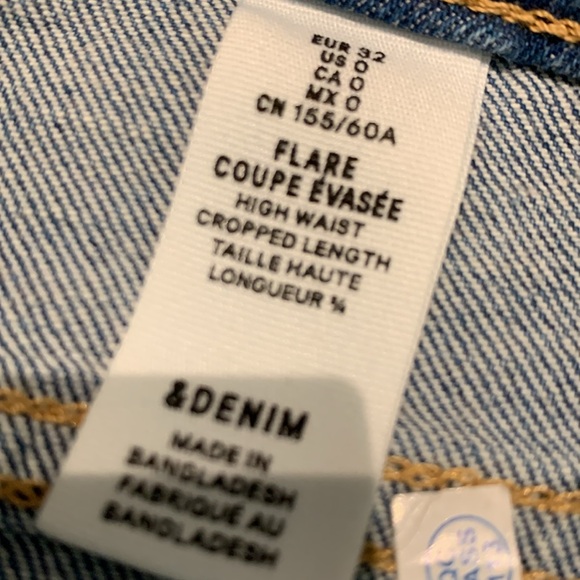 EUR 32
US 0
CA 0
MX 0
CN 155/60A
FLARE
COUPE ÉVASÉE
HIGH WAIST
CROPPED LENGTH
TAILLE HAUTE
LONGUEUR ¾
&DENIM
MADE IN
BANGLADESH
FABRIQUÉ AU
BANGLADESH